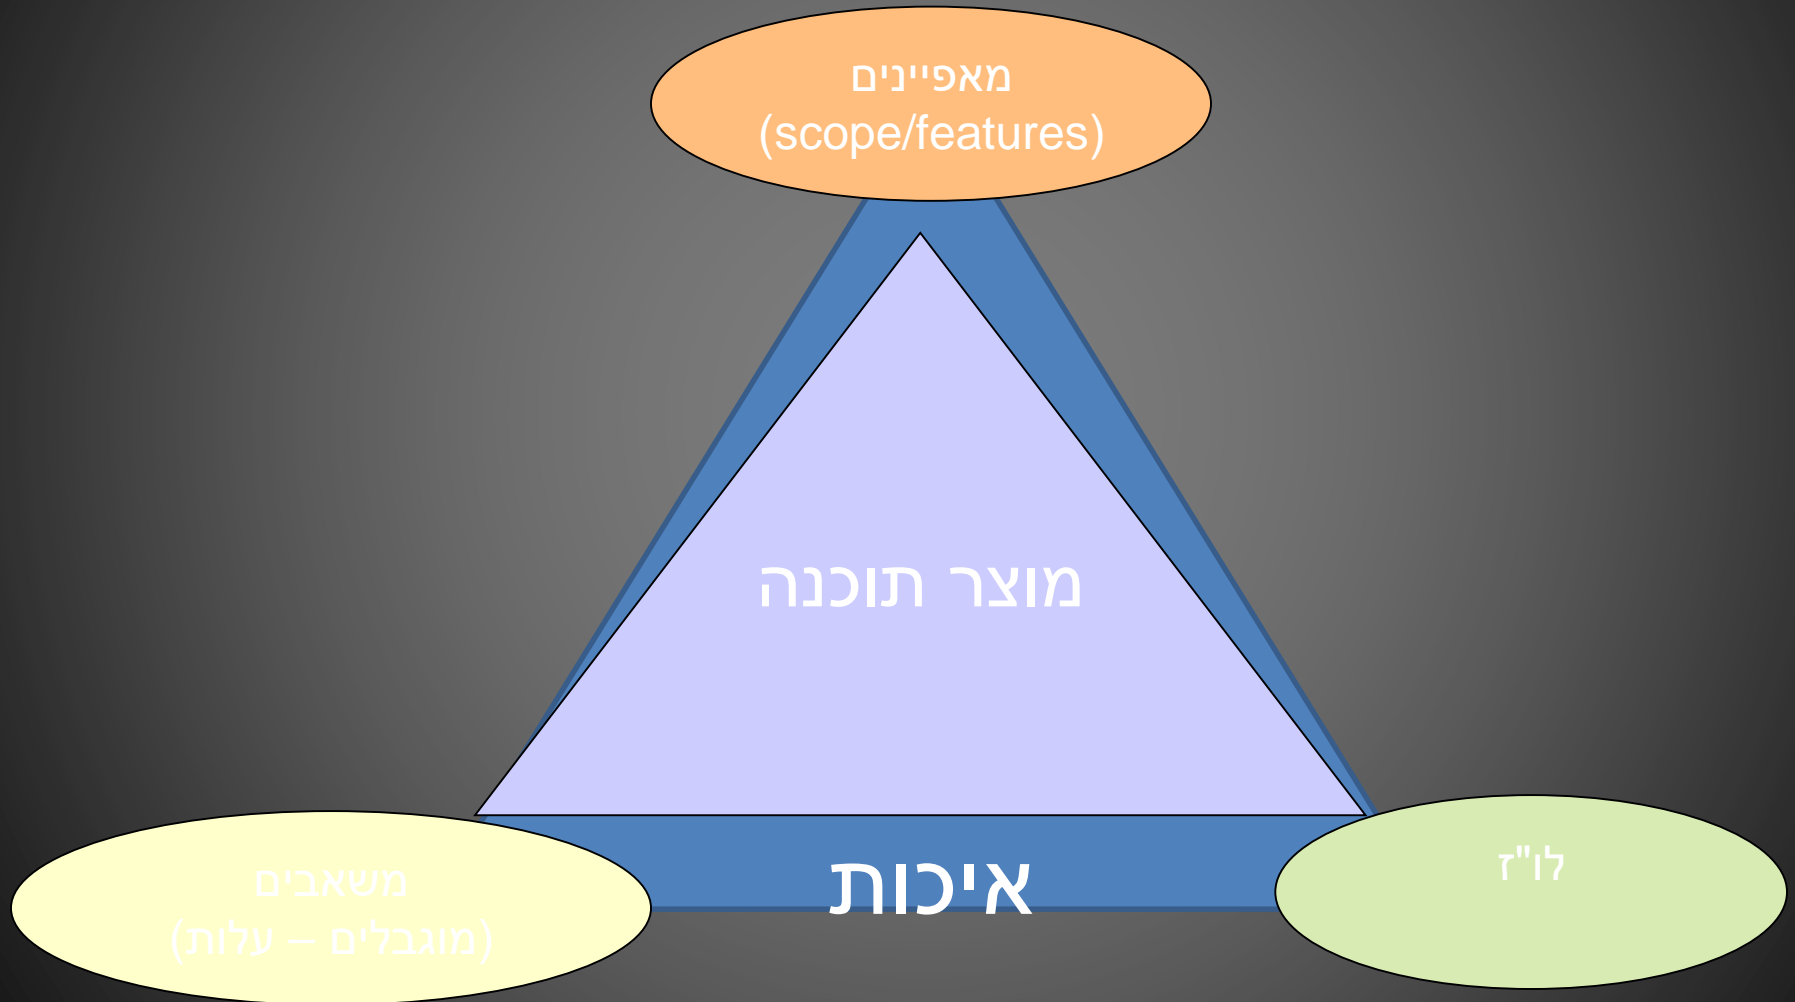 מאפיינים
(scope/features)
מוצר תוכנה
איכות
לו"ז
משאבים
(מוגבלים – עלות)